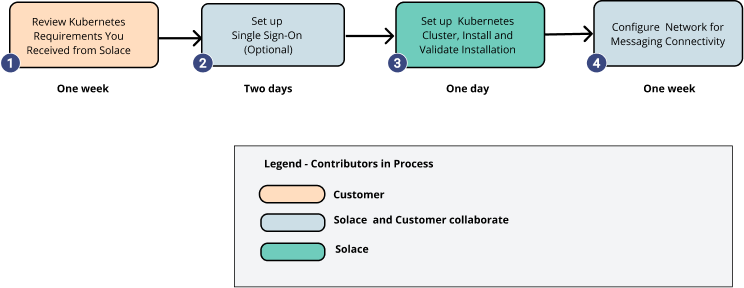 Review Kubernetes
Requirements You
Received from Solace
1
One week
Set up
Single Sign-On
(Optional)
2
Two days
Set up Kubernetes
Cluster, Install and
Validate Installation
3
One day
Configure Network for
Messaging Connectivity
4
One week
Legend - Contributors in Process
Customer
Solace and Customer collaborate
Solace